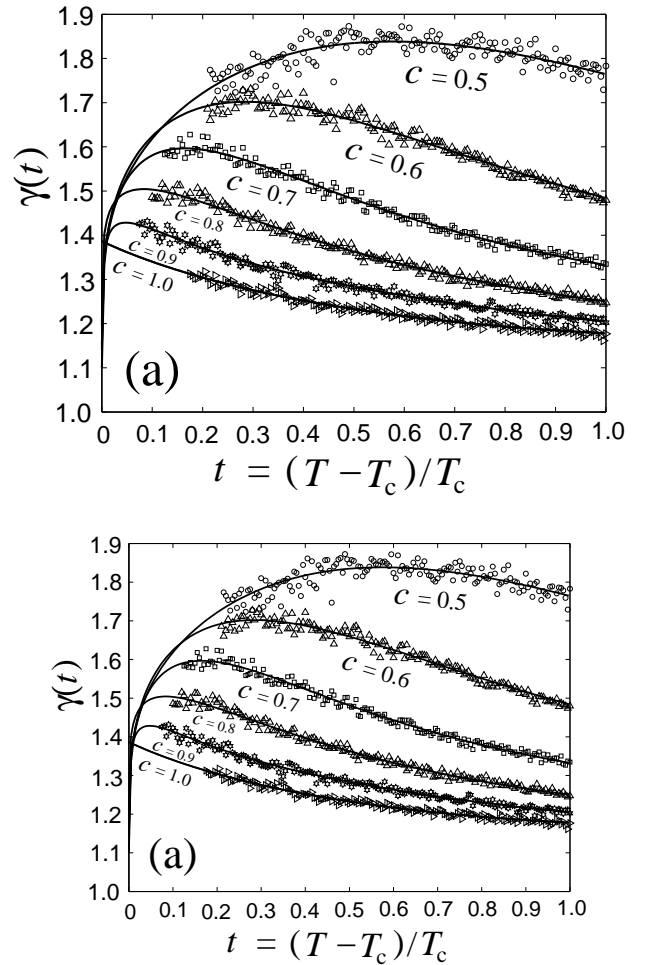 1.9
1.8
1.7
1.6
1.5
1.4
1.3
1.2
1.1
1.0
γ(t)
c = 0.5
c = 0.6
c = 0.7
c = 0.8
c = 0.9
c = 1.0
(a)
0 0.1 0.2 0.3 0.4 0.5 0.6 0.7 0.8 0.9 1.0
t = (T − Tc)/Tc
1.9
1.8
1.7
1.6
1.5
1.4
1.3
1.2
1.1
1.0
γ(t)
c = 0.5
c = 0.6
c = 0.7
c = 0.8
c = 0.9
c = 1.0
(a)
0 0.1 0.2 0.3 0.4 0.5 0.6 0.7 0.8 0.9 1.0
t = (T − Tc)/Tc